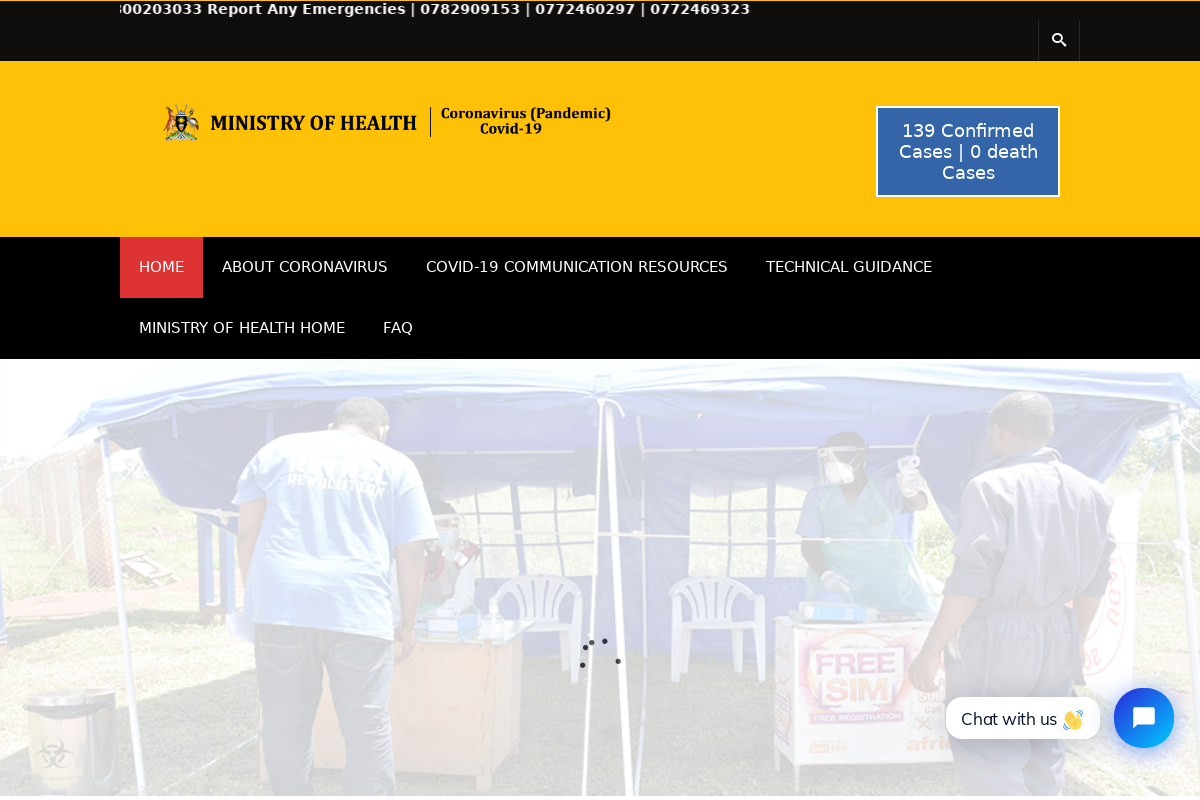 300203033 Report Any Emergencies | 0782909153 | 0772460297 | 0772469323
MINISTRY OF HEALTH
Coronavirus (Pandemic)
Covid-19
139 Confirmed
Cases | 0 death
Cases
HOME
ABOUT CORONAVIRUS
COVID-19 COMMUNICATION RESOURCES
TECHNICAL GUIDANCE
MINISTRY OF HEALTH HOME
FAQ
REVOLUTION
FREE
SIM
FREE REGISTRATION
Chat with us 👋